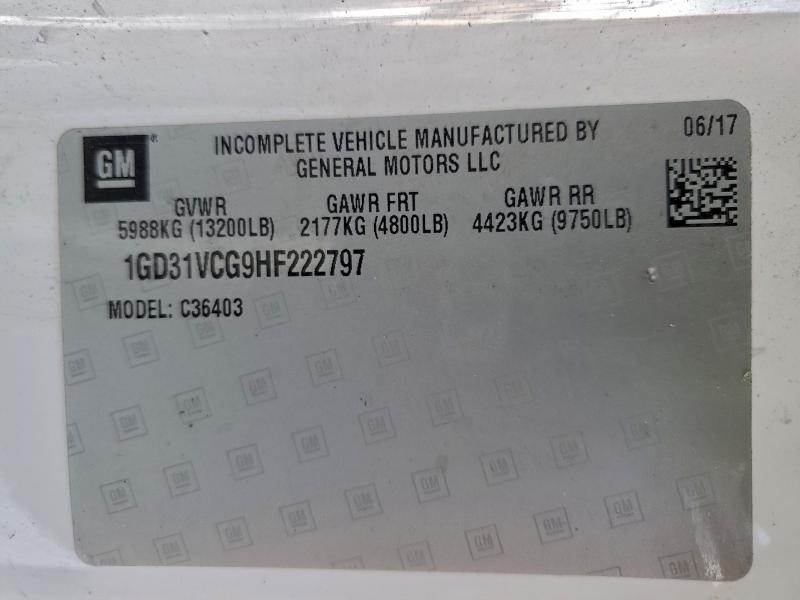 GM®
INCOMPLETE VEHICLE MANUFACTURED BY
GENERAL MOTORS LLC
06/17
GVWR GAWR FRT GAWR RR
5988KG (13200LB) 2177KG (4800LB) 4423KG (9750LB)
1GD31VCG9HF222797
MODEL: C36403